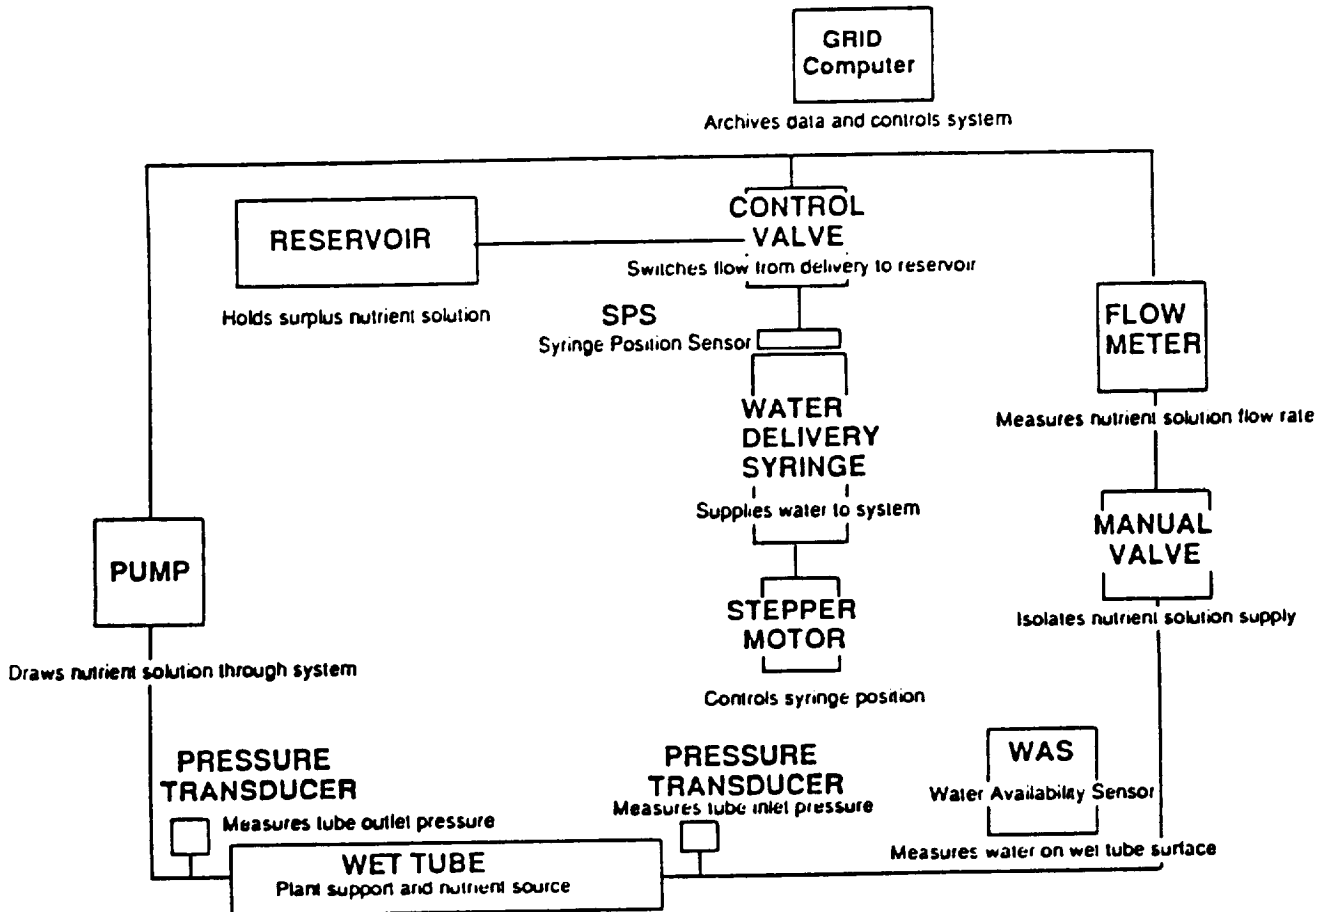 GRID
Computer
Archives data and controls system
RESERVOIR
Holds surplus nutrient solution
CONTROL
VALVE
Switches flow from delivery to reservoir
SPS
Syringe Position Sensor
FLOW
METER
Measures nutrient solution flow rate
WATER
DELIVERY
SYRINGE
Supplies water to system
PUMP
Draws nutrient solution through system
MANUAL
VALVE
Isolates nutrient solution supply
STEPPER
MOTOR
Controls syringe position
PRESSURE
TRANSDUCER
Measures tube outlet pressure
PRESSURE
TRANSDUCER
Measures tube inlet pressure
WAS
Water Availability Sensor
Measures water on wet tube surface
WET TUBE
Plant support and nutrient source